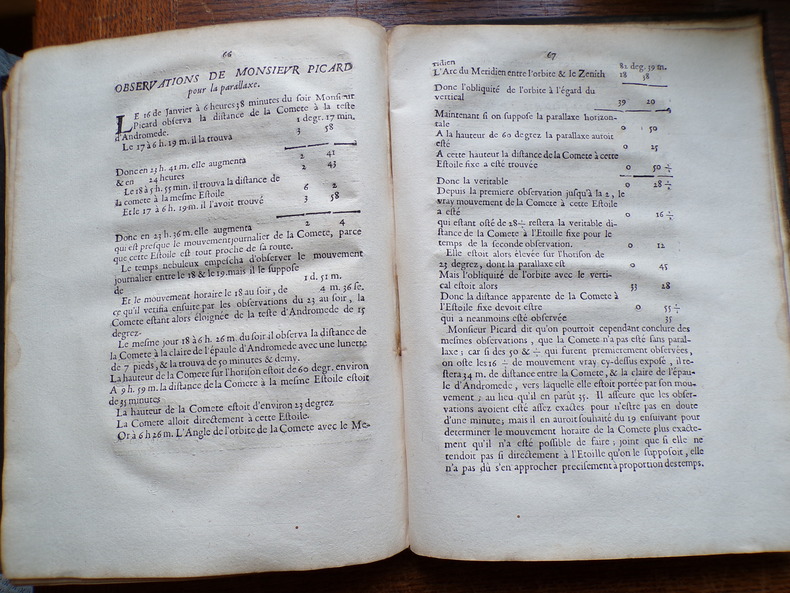 66
OBSERVATIONS DE MONSIEVR PICARD
pour la parallaxe.
LE 16 de Janvier à 6 heures 38 minutes du soir Monsieur
Picard observa la distance de la Comete à la teste
d'Andromede. 1 degr. 17 min.
Le 17 à 6 h. 19 m. il la trouva 3 58
Donc en 23 h. 41 m. elle augmenta 2 41
& en 24 heures 2 43
Le 18 à 5 h. 55 min. il trouva la distance de
la comete à la mesme Estoile 6 2
Et le 17 à 6 h. 19 m. il l'avoit trouvé 3 58
Donc en 23 h. 36 m. elle augmenta 2 4
qui est presque le mouvement journalier de la Comete, parce
que cette Estoile est tout proche de sa route.
Le temps nebuleux empescha d'observer le mouvement
journalier entre le 18 & le 19. mais il le suppose
de 1 d. 51 m.
Et le mouvement horaire le 18 au soir, de 4 m. 36 se.
ce qu'il verifia ensuite par les observations du 23 au soir, la
Comete estant alors éloignée de la teste d'Andromede de 15
degrez.
Le mesme jour 18 à 6 h. 26 m. du soir il observa la distance de
la Comete à la claire de l'épaule d'Andromede avec une lunette
de 7 pieds, & la trouva de 50 minutes & demy.
La hauteur de la Comete sur l'horison estoit de 60 degr. environ
A 9 h. 59 m. la distance de la Comete à la mesme Estoile estoit
de 35 minutes
La hauteur de la Comete estoit d'environ 23 degrez
La Comete alloit directement à cette Estoile.
Or à 6 h 26 m. L'Angle de l'orbite de la Comete avec le Me-
67
ridien 81 deg. 39 m.
L'Arc du Meridien entre l'orbite & le Zenith 18 58
Donc l'obliquité de l'orbite à l'égard du
vertical 39 20
Maintenant si on suppose la parallaxe horizon-
tale 0 50
A la hauteur de 60 degrez la parallaxe auroit
esté 0 25
A cette hauteur la distance de la Comete à cette
Estoile fixe a esté trouvée 0 50 ½
Donc la veritable 0 28 ½
Depuis la premiere observation jusqu'à la 2, le
vray mouvement de la Comete à cette Estoile
a esté 0 16 ½
qui estant osté de 28 ½ restera la veritable di-
stance de la Comete à l'Etoille fixe pour le
temps de la seconde observation. 0 12
Elle estoit alors élevée sur l'horison de
23 degrez, dont la parallaxe est 0 45
Mais l'obliquité de l'orbite avec le verti-
cal estoit alors 33 28
Donc la distance apparente de la Comete à
l'Estoile fixe devoit estre 0 55 ½
qui a neanmoins esté observée 35
Monsieur Picard dit qu'on pourroit cependant conclure des
mesmes observations, que la Comete n'a pas esté sans paral-
laxe; car si des 50 & ½ qui furent premierement observées,
on oste les 16 ½ de mouvement vray cy-dessus exposé, il re-
stera 34 m. de distance entre la Comete, & la claire de l'épau-
le d'Andromede, vers laquelle elle estoit portée par son mou-
vement; au lieu qu'il en parût 35. Il asseure que les obser-
vations avoient esté assez exactes pour n'estre pas en doute
d'une minute; mais il en auroit souhaité du 19 ensuivant pour
determiner le mouvement horaire de la Comete plus exacte-
ment qu'il n'a esté possible de faire; joint que si elle ne
tendoit pas si directement à l'Etoille qu'on le supposoit, elle
n'a pas dû s'en approcher precisement à proportion des temps.